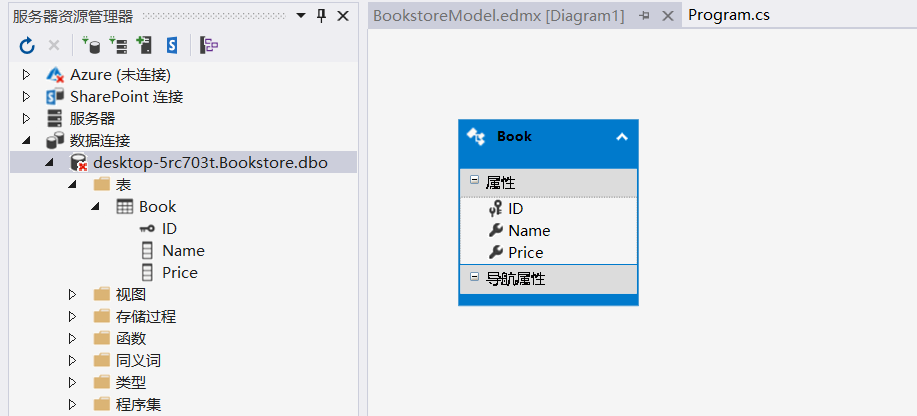 服务器资源管理器
Azure (未连接)
SharePoint 连接
服务器
数据连接
desktop-5rc703t.Bookstore.dbo
表
Book
ID
Name
Price
视图
存储过程
函数
同义词
类型
程序集
BookstoreModel.edmx [Diagram1]
Program.cs
Book
属性
ID
Name
Price
导航属性